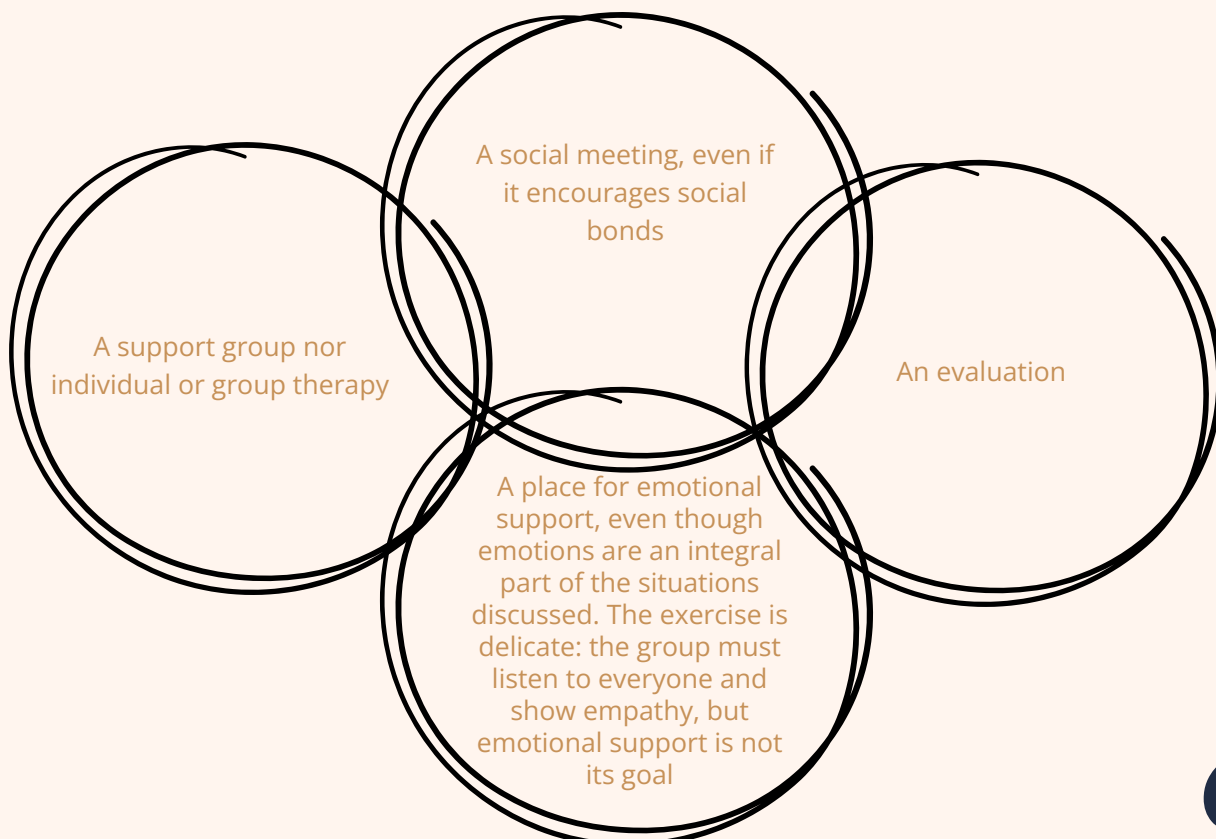 A social meeting, even if
it encourages social
bonds
A support group nor
individual or group therapy
An evaluation
A place for emotional
support, even though
emotions are an integral
part of the situations
discussed. The exercise is
delicate: the group must
listen to everyone and
show empathy, but
emotional support is not
its goal